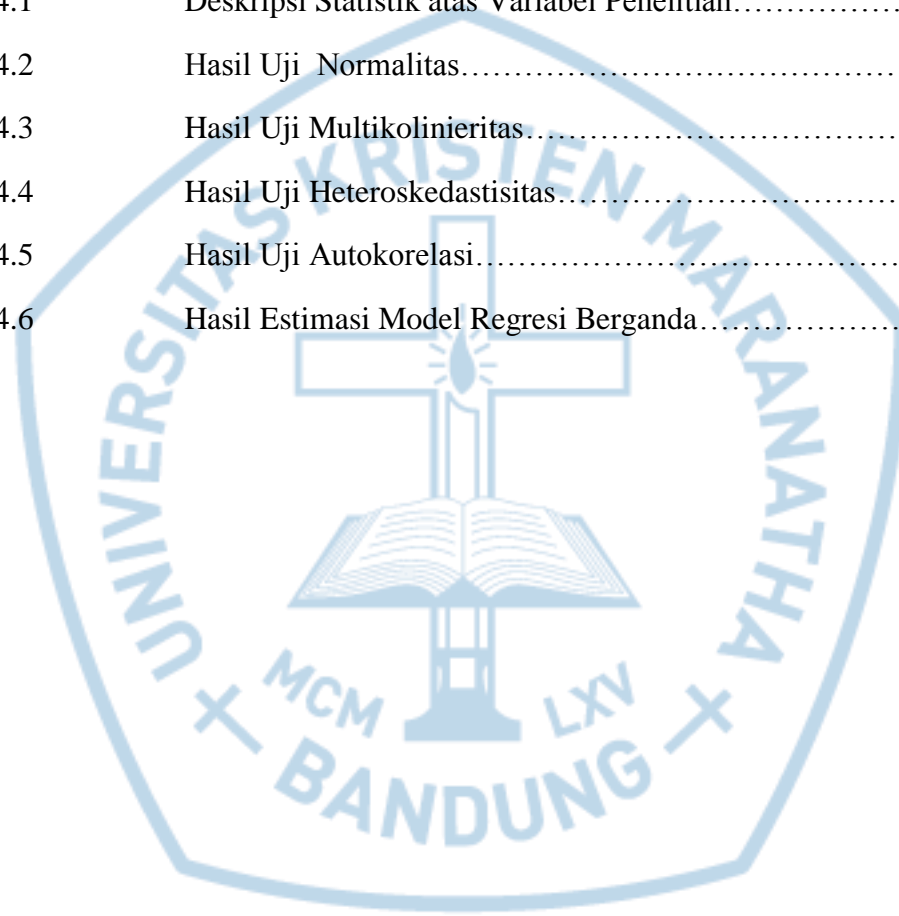 4.1 Deskripsi Statistik atas Variabel Penelitian……………
4.2 Hasil Uji  Normalitas……………………………………
4.3 Hasil Uji Multikolinieritas………………………………
4.4 Hasil Uji Heteroskedastisitas……………………………
4.5 Hasil Uji Autokorelasi……………………………………
4.6 Hasil Estimasi Model Regresi Berganda………………
UNIVERSITAS KRISTEN MARANATHA
MCM LXV
BANDUNG